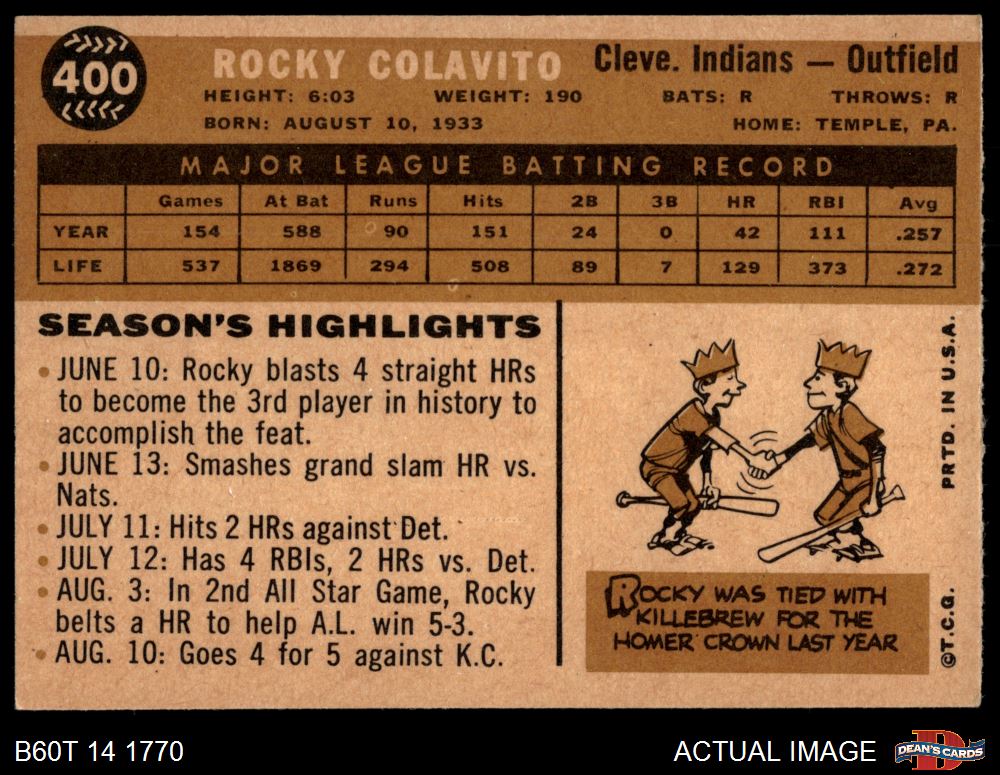 400
ROCKY COLAVITO Cleve. Indians — Outfield
HEIGHT: 6:03 WEIGHT: 190 BATS: R THROWS: R
BORN: AUGUST 10, 1933 HOME: TEMPLE, PA.
MAJOR LEAGUE BATTING RECORD
Games At Bat Runs Hits 2B 3B HR RBI Avg
YEAR 154 588 90 151 24 0 42 111 .257
LIFE 537 1869 294 508 89 7 129 373 .272
SEASON'S HIGHLIGHTS
• JUNE 10: Rocky blasts 4 straight HRs
to become the 3rd player in history to
accomplish the feat.
• JUNE 13: Smashes grand slam HR vs.
Nats.
• JULY 11: Hits 2 HRs against Det.
• JULY 12: Has 4 RBIs, 2 HRs vs. Det.
• AUG. 3: In 2nd All Star Game, Rocky
belts a HR to help A.L. win 5-3.
• AUG. 10: Goes 4 for 5 against K.C.
ROCKY WAS TIED WITH
KILLEBREW FOR THE
HOMER CROWN LAST YEAR
©T.C.G. PRTD. IN U.S.A.
B60T 14 1770 ACTUAL IMAGE
D
DEAN'S CARDS